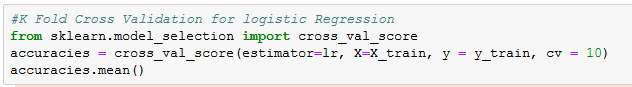 #K Fold Cross Validation for logistic Regression
from sklearn.model_selection import cross_val_score
accuracies = cross_val_score(estimator=lr, X=X_train, y = y_train, cv = 10)
accuracies.mean()